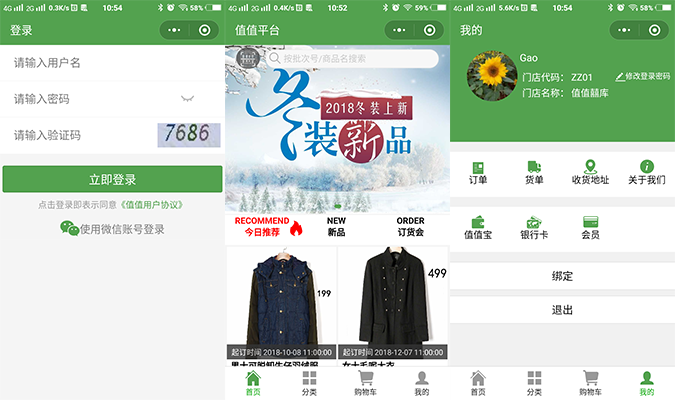 4G 2G 0.3K/s 10:54 58%
登录
请输入用户名
请输入密码
请输入验证码
7686
立即登录
点击登录即表示同意《值值用户协议》
使用微信账号登录
4G 2G 0.4K/s 10:52 59%
值值平台
按批次号/商品名搜索
2018冬装上新
冬装新品
RECOMMEND
今日推荐
NEW
新品
ORDER
订货会
199
起订时间 2018-10-08 11:00:00
499
起订时间 2018-12-07 11:00:00
首页
分类
购物车
我的
4G 2G 5.6K/s 10:54 58%
我的
Gao
门店代码： ZZ01
修改登录密码
门店名称： 值值囍库
订单
货单
收货地址
关于我们
值值宝
银行卡
会员
绑定
退出
首页
分类
购物车
我的